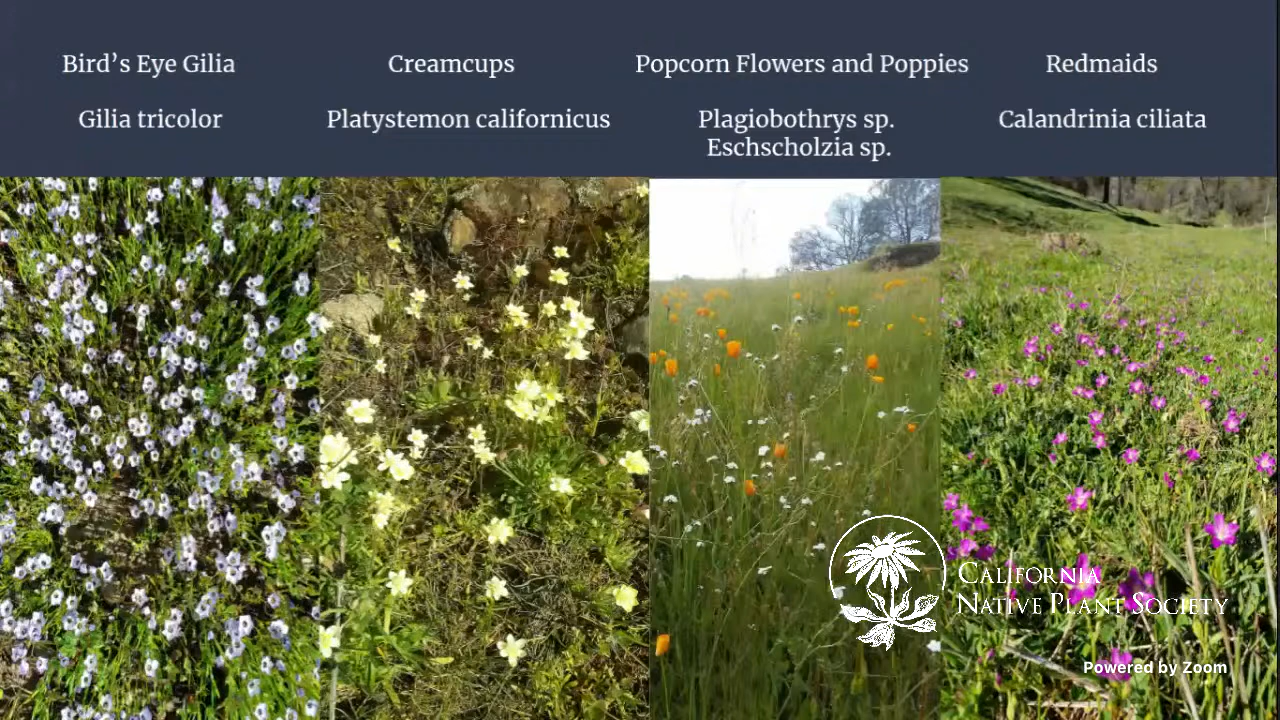 Bird’s Eye Gilia
Creamcups
Popcorn Flowers and Poppies
Redmaids
Gilia tricolor
Platystemon californicus
Plagiobothrys sp.
Eschscholzia sp.
Calandrinia ciliata
California
Native Plant Society
Powered by Zoom